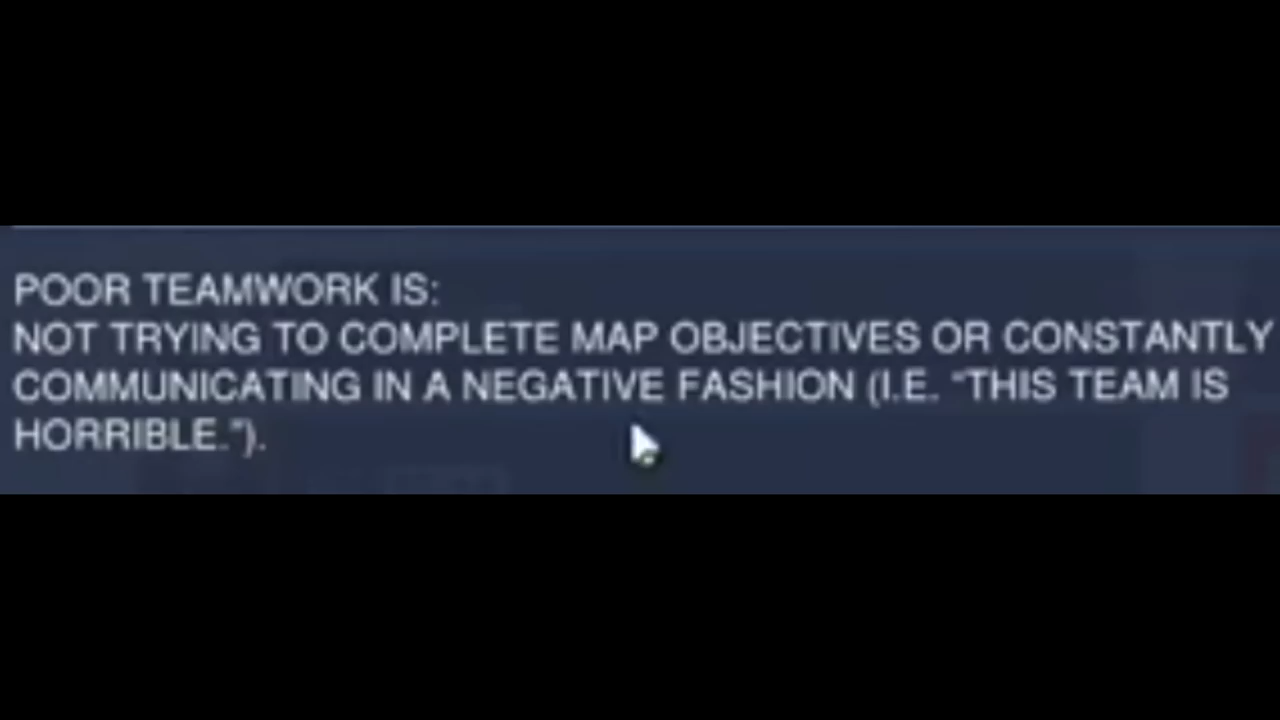 POOR TEAMWORK IS:
NOT TRYING TO COMPLETE MAP OBJECTIVES OR CONSTANTLY
COMMUNICATING IN A NEGATIVE FASHION (I.E. "THIS TEAM IS
HORRIBLE.").